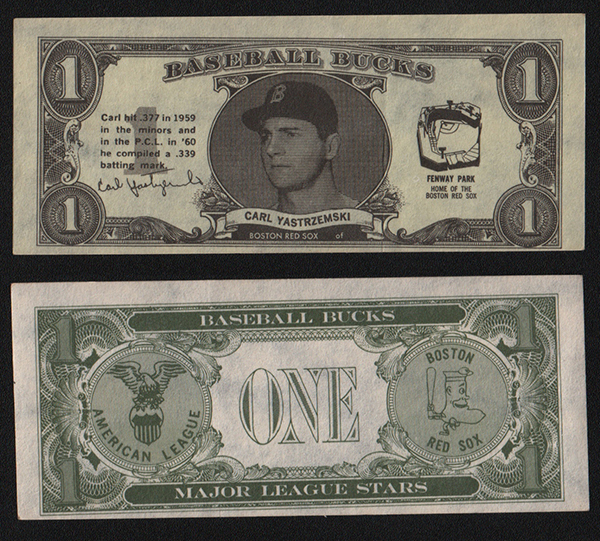 BASEBALL BUCKS
1
1
Carl hit .377 in 1959
in the minors and
in the P.C.L. in '60
he compiled a .339
batting mark.
Carl Yastrzemski
1
B
FENWAY PARK
HOME OF THE
BOSTON RED SOX
CARL YASTRZEMSKI
BOSTON RED SOX of
1
1
BASEBALL BUCKS
1
1
AMERICAN LEAGUE
ONE
BOSTON
RED SOX
1
1
MAJOR LEAGUE STARS